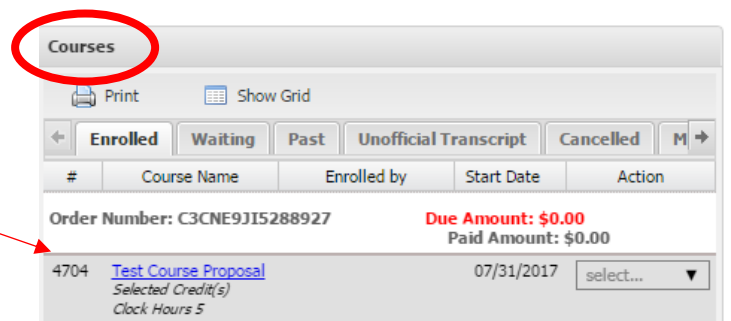 Courses
Print Show Grid
Enrolled Waiting Past Unofficial Transcript Cancelled M
# Course Name Enrolled by Start Date Action
Order Number: C3CNE9JI5288927 Due Amount: $0.00
Paid Amount: $0.00
4704 Test Course Proposal 07/31/2017 select...
Selected Credit(s)
Clock Hours 5